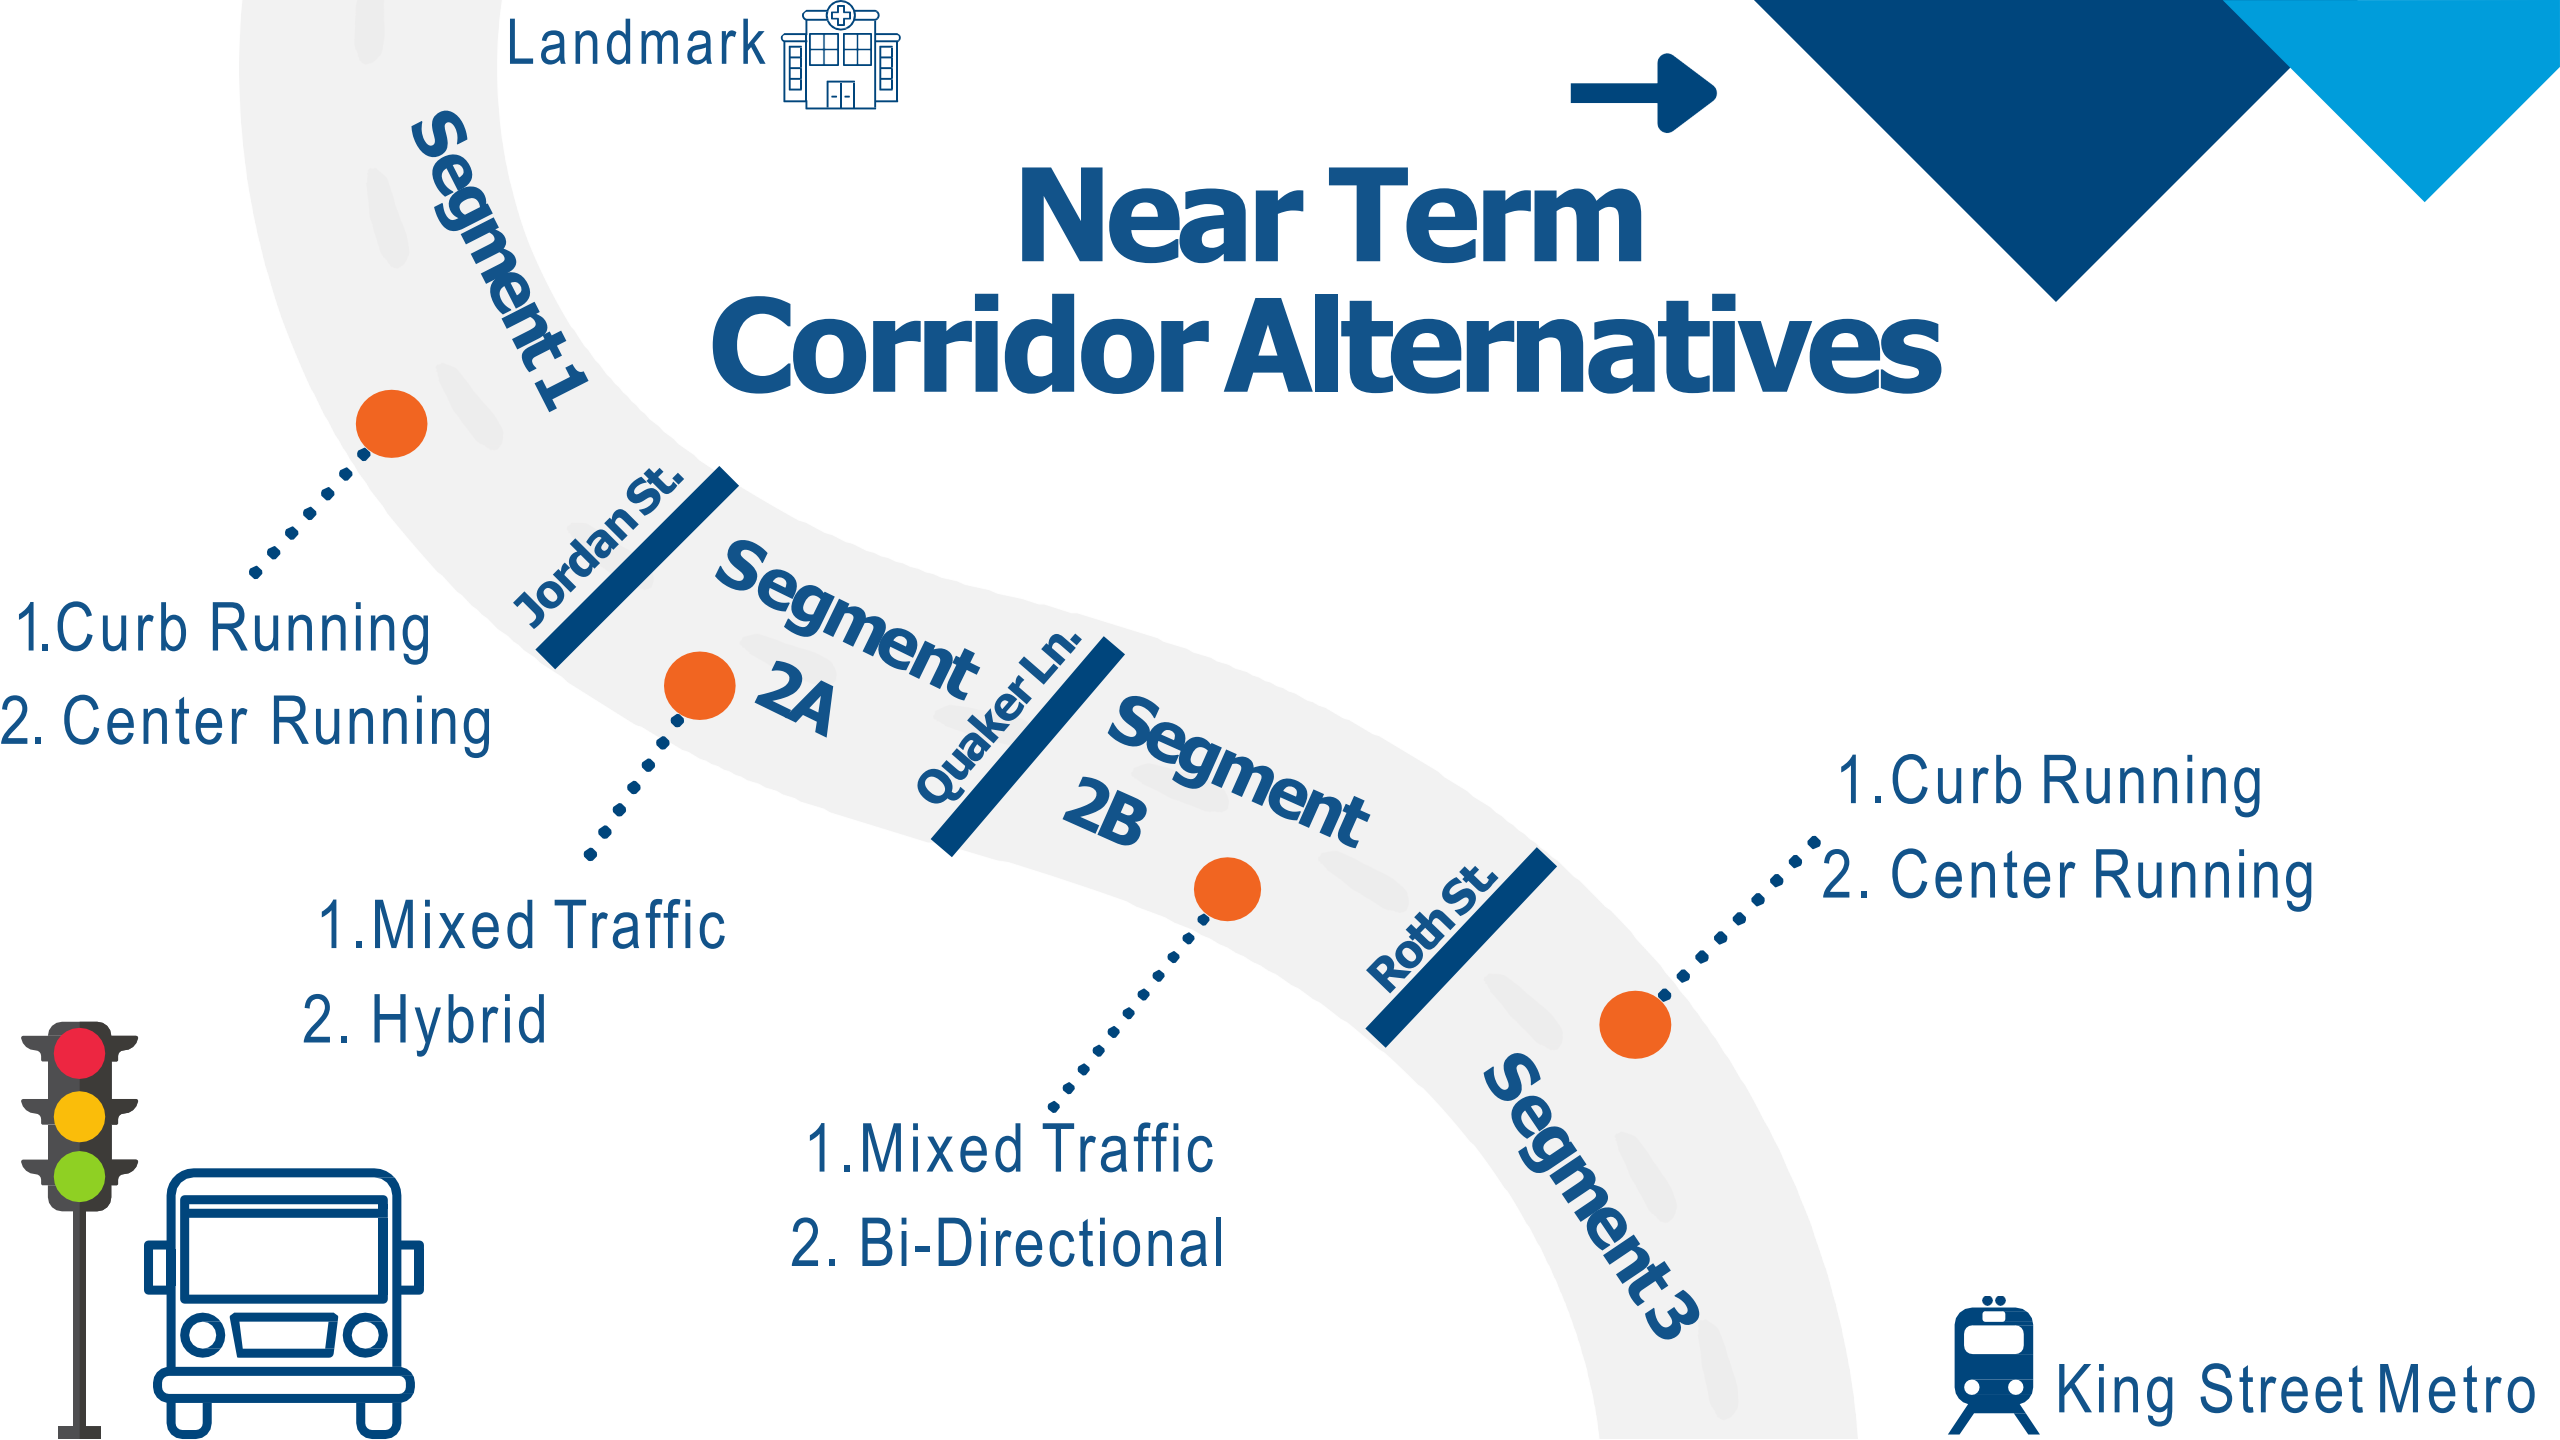 Landmark
Near Term
Corridor Alternatives
Segment 1
1.Curb Running
2. Center Running
Jordan St.
Segment
2A
1.Mixed Traffic
2. Hybrid
Quaker Ln.
Segment
2B
1.Mixed Traffic
2. Bi-Directional
Roth St.
1.Curb Running
2. Center Running
Segment 3
King Street Metro